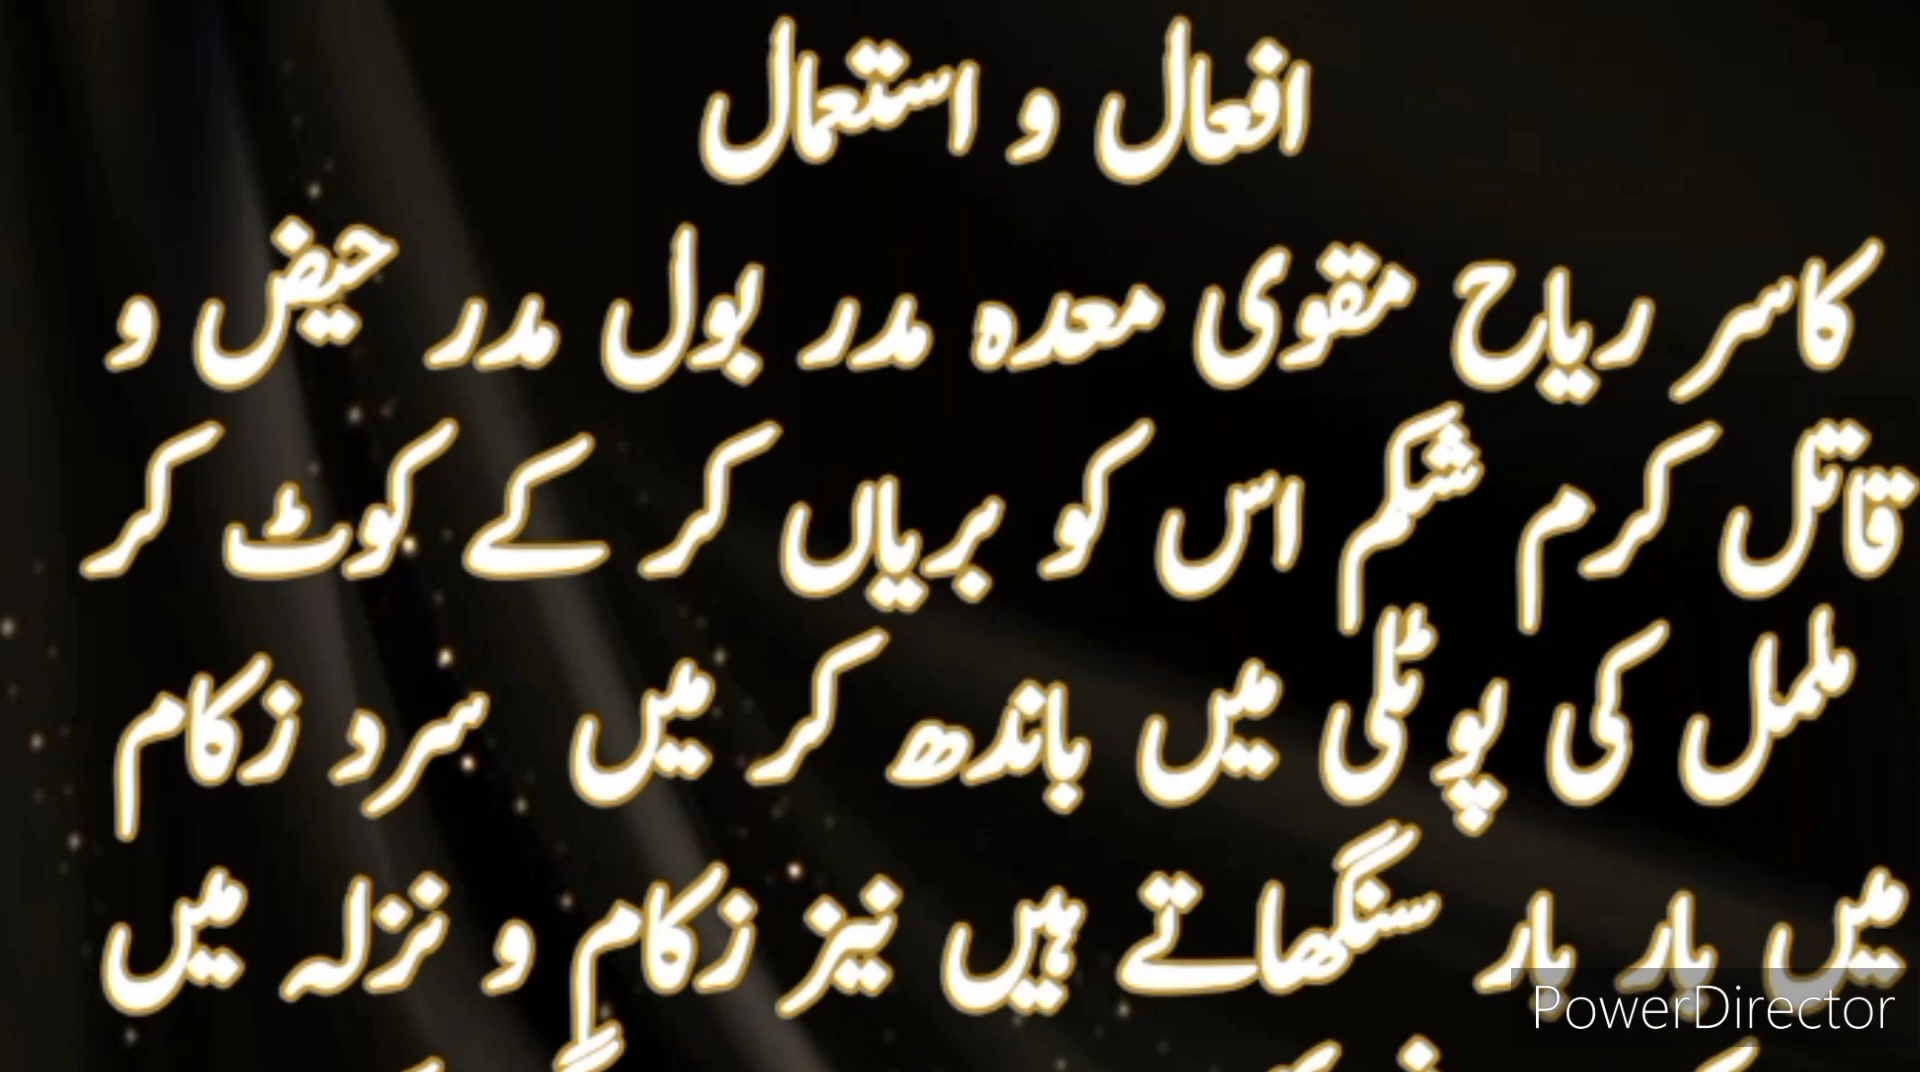 افعال و استعمال
کاسر ریاح مقوی معدہ مدر بول مدر حیض و
قاتل کرم شکم اس کو بریاں کر کے کوٹ کر
ململ کی پوٹلی میں باندھ کر میں سرد زکام
میں بار بار سنگھاتے ہیں نیز زکام و نزلہ میں
PowerDirector